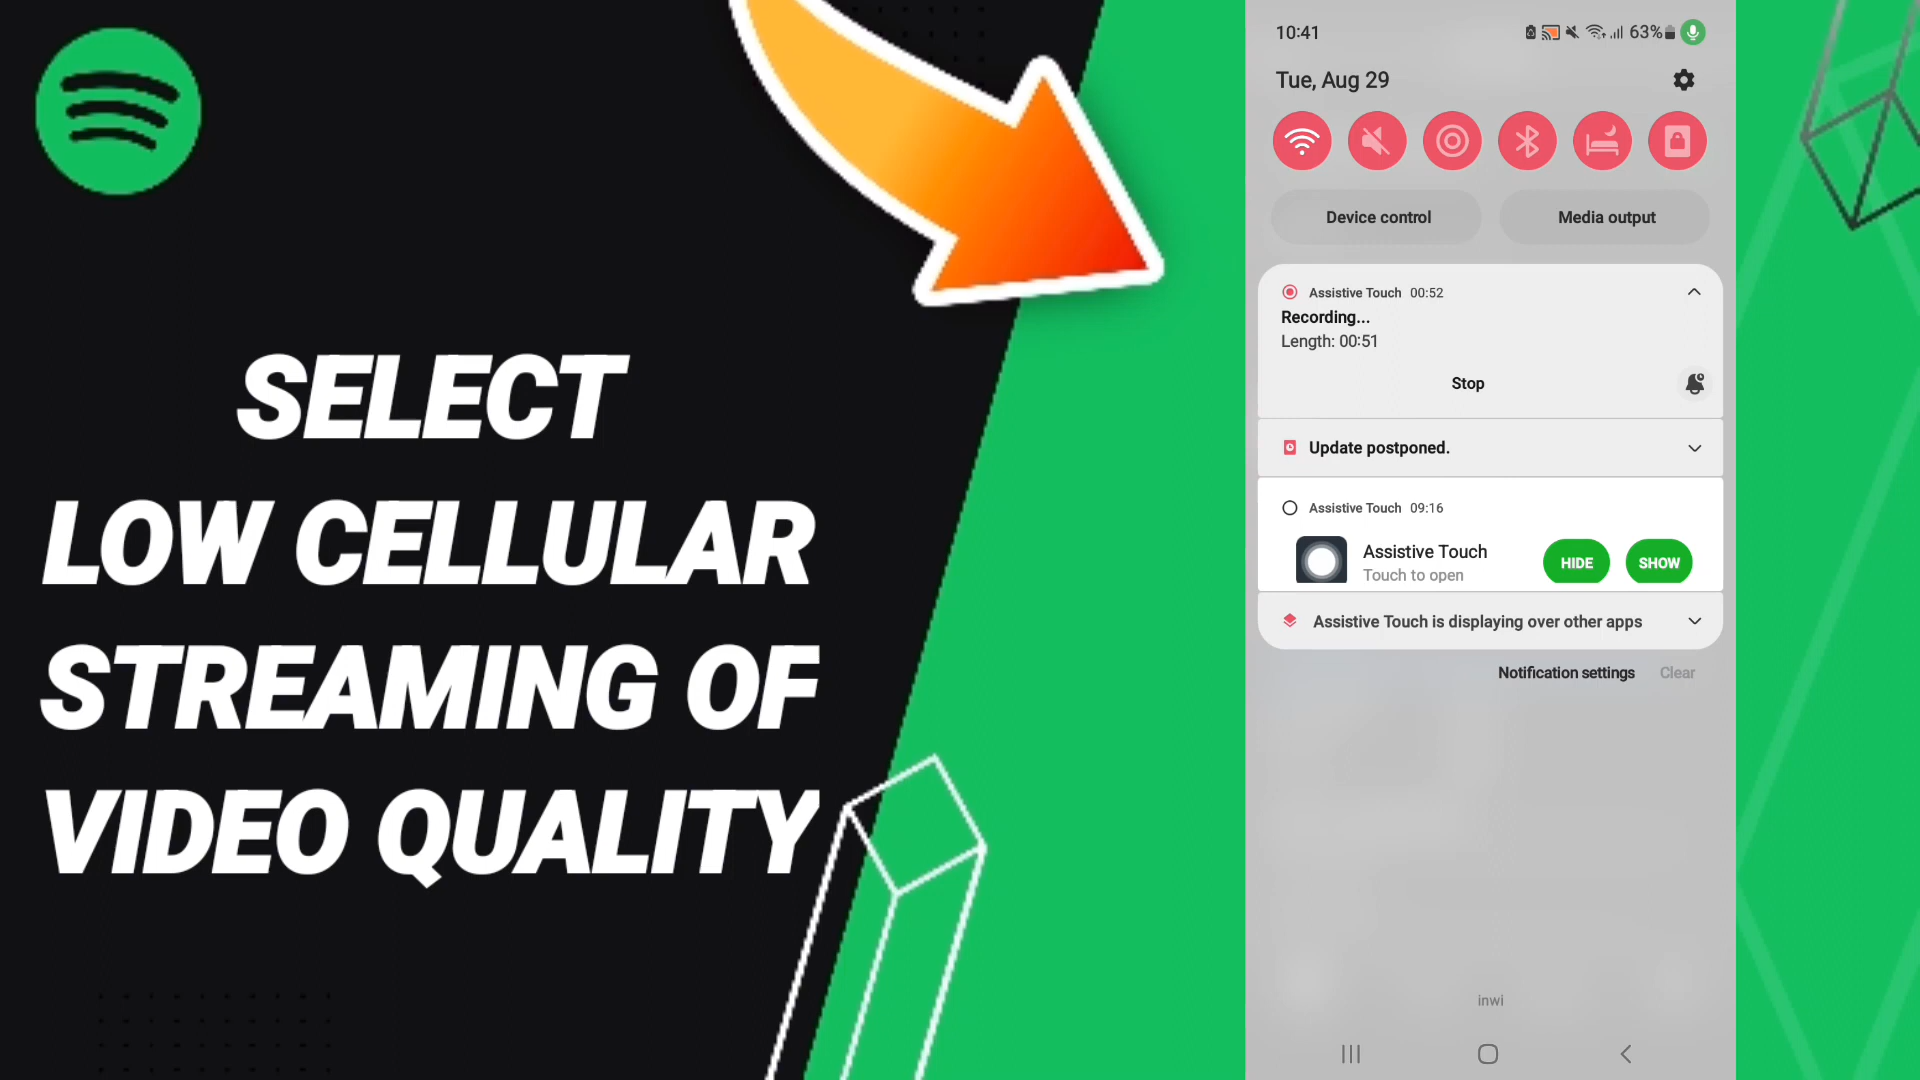 SELECT
LOW CELLULAR
STREAMING OF
VIDEO QUALITY
10:41
63%
Tue, Aug 29
Device control
Media output
Assistive Touch 00:52
Recording...
Length: 00:51
Stop
Update postponed.
Assistive Touch 09:16
Assistive Touch
Touch to open
HIDE
SHOW
Assistive Touch is displaying over other apps
Notification settings
Clear
inwi